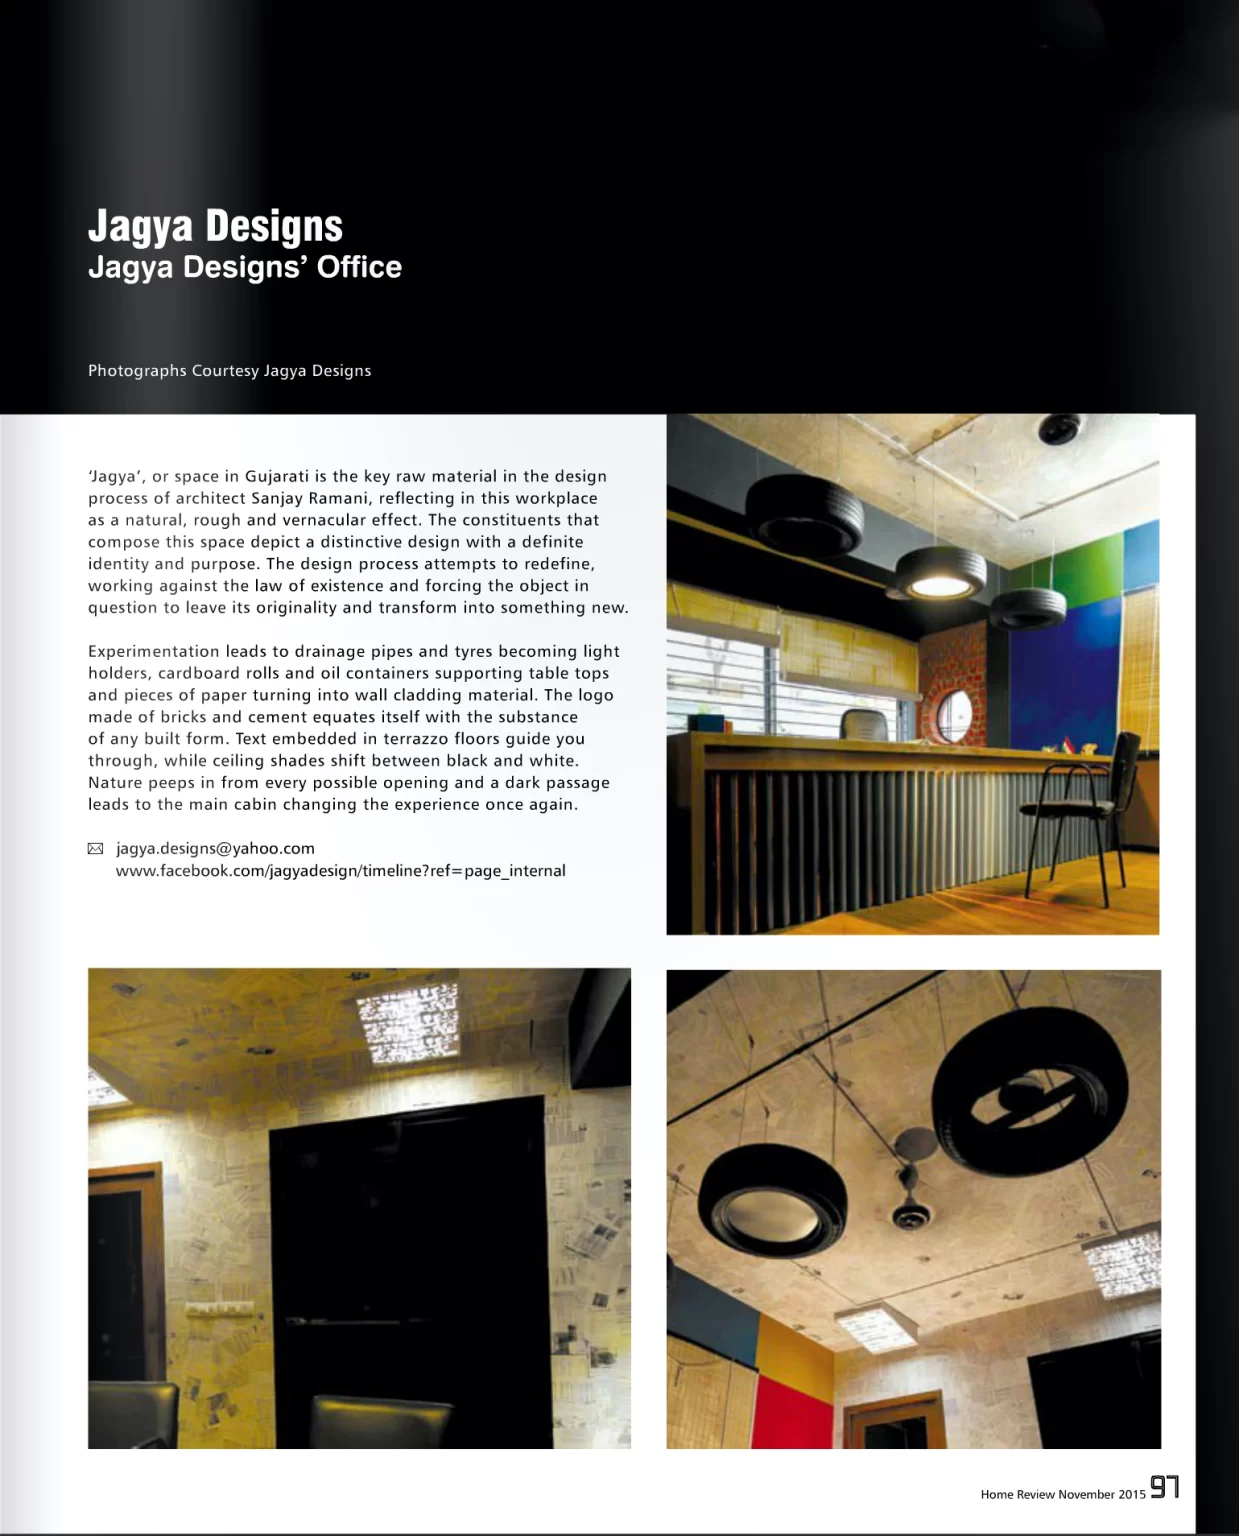 Jagya Designs
Jagya Designs’ Office
Photographs Courtesy Jagya Designs
‘Jagya’, or space in Gujarati is the key raw material in the design
process of architect Sanjay Ramani, reflecting in this workplace
as a natural, rough and vernacular effect. The constituents that
compose this space depict a distinctive design with a definite
identity and purpose. The design process attempts to redefine,
working against the law of existence and forcing the object in
question to leave its originality and transform into something new.
Experimentation leads to drainage pipes and tyres becoming light
holders, cardboard rolls and oil containers supporting table tops
and pieces of paper turning into wall cladding material. The logo
made of bricks and cement equates itself with the substance
of any built form. Text embedded in terrazzo floors guide you
through, while ceiling shades shift between black and white.
Nature peeps in from every possible opening and a dark passage
leads to the main cabin changing the experience once again.
jagya.designs@yahoo.com
www.facebook.com/jagyadesign/timeline?ref=page_internal
Home Review November 2015 97